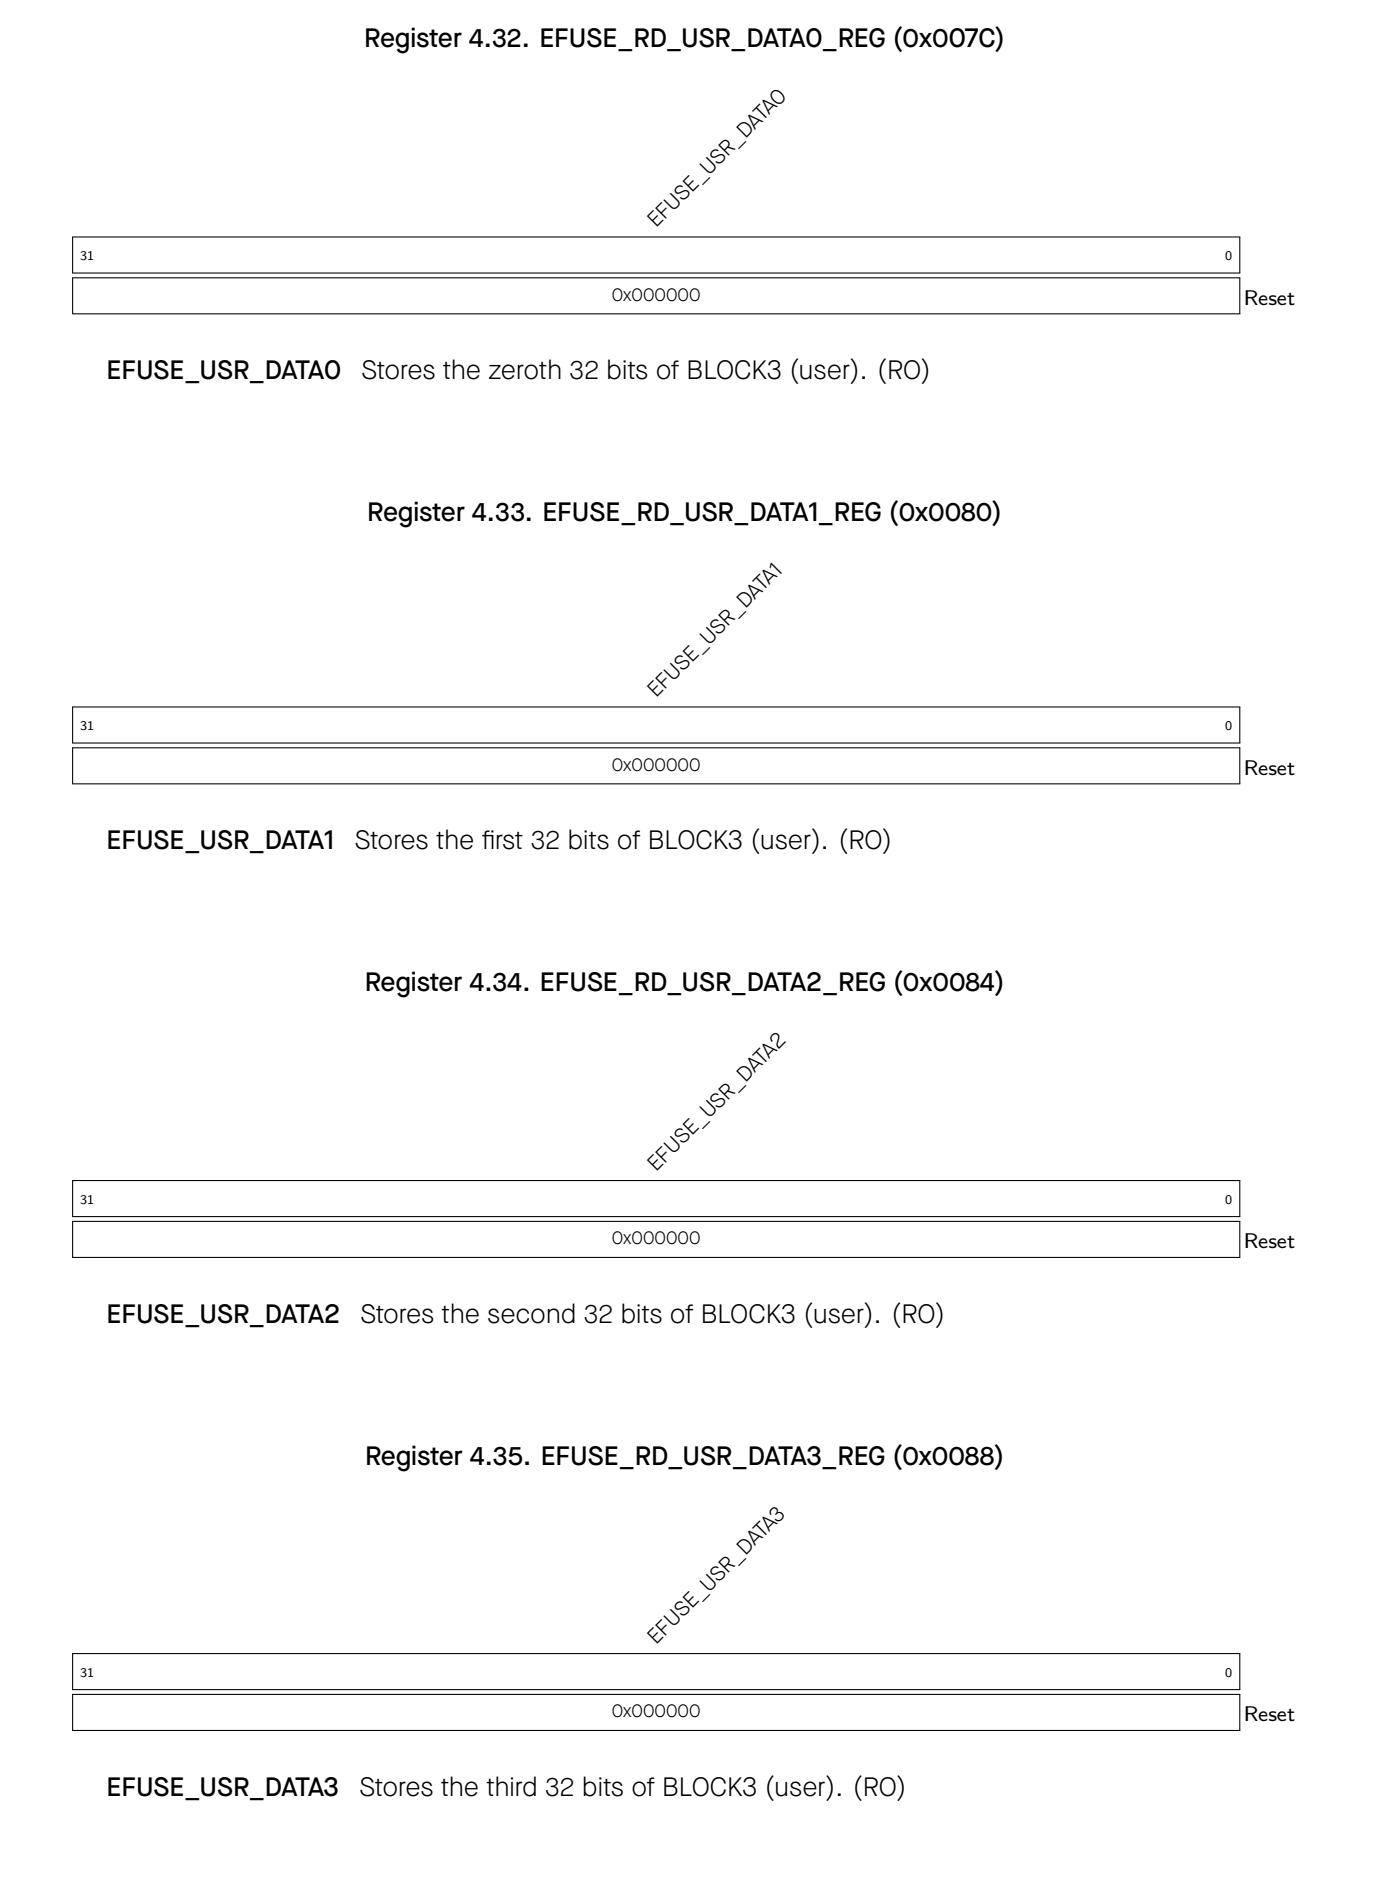 Register 4.32. EFUSE_RD_USR_DATA0_REG (0x007C)
EFUSE_USR_DATA0
31 0
0x000000 Reset
EFUSE_USR_DATA0 Stores the zeroth 32 bits of BLOCK3 (user). (RO)
Register 4.33. EFUSE_RD_USR_DATA1_REG (0x0080)
EFUSE_USR_DATA1
31 0
0x000000 Reset
EFUSE_USR_DATA1 Stores the first 32 bits of BLOCK3 (user). (RO)
Register 4.34. EFUSE_RD_USR_DATA2_REG (0x0084)
EFUSE_USR_DATA2
31 0
0x000000 Reset
EFUSE_USR_DATA2 Stores the second 32 bits of BLOCK3 (user). (RO)
Register 4.35. EFUSE_RD_USR_DATA3_REG (0x0088)
EFUSE_USR_DATA3
31 0
0x000000 Reset
EFUSE_USR_DATA3 Stores the third 32 bits of BLOCK3 (user). (RO)